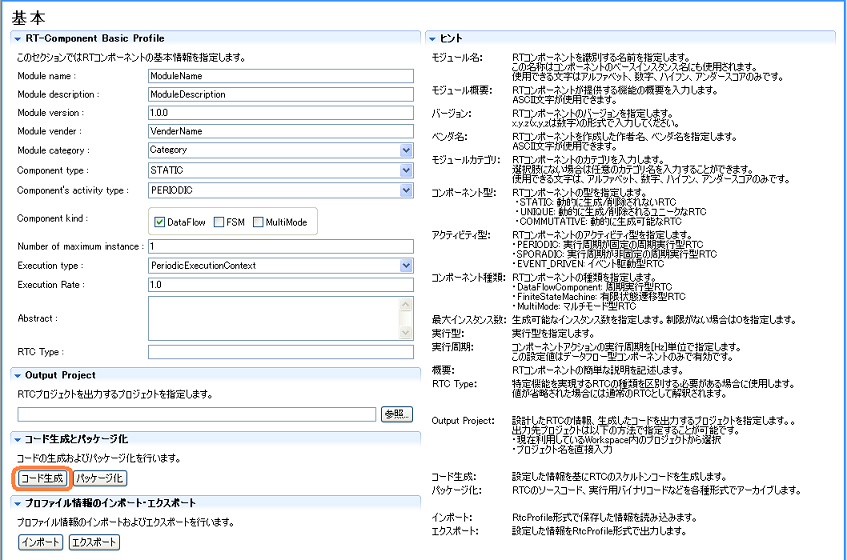 基本
RT-Component Basic Profile
このセクションではRTコンポーネントの基本情報を指定します。
Module name :
ModuleName
Module description :
ModuleDescription
Module version :
1.0.0
Module vender :
VenderName
Module category :
Category
Component type :
STATIC
Component's activity type :
PERIODIC
Component kind :
DataFlow
FSM
MultiMode
Number of maximum instance :
1
Execution type :
PeriodicExecutionContext
Execution Rate :
1.0
Abstract :
RTC Type :
Output Project
RTCプロジェクトを出力するプロジェクトを指定します。
参照...
コード生成とパッケージ化
コードの生成およびパッケージ化を行います。
コード生成
パッケージ化
プロファイル情報のインポート・エクスポート
プロファイル情報のインポートおよびエクスポートを行います。
インポート
エクスポート
ヒント
モジュール名:
RTコンポーネントを識別する名前を指定します。
この名称はコンポーネントのベースインスタンス名にも使用されます。
使用できる文字はアルファベット、数字、ハイフン、アンダースコアのみです。
モジュール概要:
RTコンポーネントが提供する機能の概要を入力します。
ASCII文字が使用できます。
バージョン:
RTコンポーネントのバージョンを指定します。
x.y.z(x,y,zは数字)の形式で入力してください。
ベンダ名:
RTコンポーネントを作成した作者名、ベンダ名を指定します。
ASCII文字が使用できます。
モジュールカテゴリ:
RTコンポーネントのカテゴリを入力します。
選択肢にない場合は任意のカテゴリ名を入力することができます。
使用できる文字は、アルファベット、数字、ハイフン、アンダースコアのみです。
コンポーネント型:
RTコンポーネントの型を指定します。
・STATIC: 動的に生成/削除されないRTC
・UNIQUE: 動的に生成/削除されるユニークなRTC
・COMMUTATIVE: 動的に生成可能なRTC
アクティビティ型:
RTコンポーネントのアクティビティ型を指定します。
・PERIODIC: 実行周期が固定の周期実行型RTC
・SPORADIC: 実行周期が非固定の周期実行型RTC
・EVENT_DRIVEN: イベント駆動型RTC
コンポーネント種類:
RTコンポーネントの種類を指定します。
・DataFlowComponent: 周期実行型RTC
・FiniteStateMachine: 有限状態遷移型RTC
・MultiMode: マルチモード型RTC
最大インスタンス数:
生成可能なインスタンス数を指定します。制限がない場合は0を指定します。
実行型:
実行型を指定します。
実行周期:
コンポーネントアクションの実行周期を[Hz]単位で指定します。
この設定値はデータフロー型コンポーネントのみで有効です。
概要:
RTコンポーネントの簡単な説明を記述します。
RTC Type:
特定機能を実現するRTCの種類を区別する必要がある場合に使用します。
値が省略された場合には通常のRTCとして解釈されます。
Output Project:
設計したRTCの情報、生成したコードを出力するプロジェクトを指定します。。
出力先プロジェクトは以下の方法で指定することが可能です。
・現在利用しているWorkspace内のプロジェクトから選択
・プロジェクト名を直接入力
コード生成:
設定した情報を基にRTCのスケルトンコードを生成します。
パッケージ化:
RTCのソースコード、実行用バイナリコードなどを各種形式でアーカイブします。
インポート:
RtcProfile形式で保存した情報を読み込みます。
エクスポート:
設定した情報をRtcProfile形式で出力します。